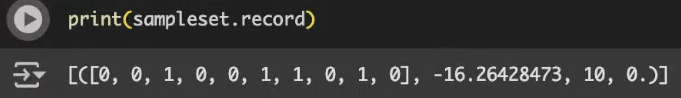 print(sampleset.record)
[([0, 0, 1, 0, 0, 1, 1, 0, 1, 0], -16.26428473, 10, 0.)]